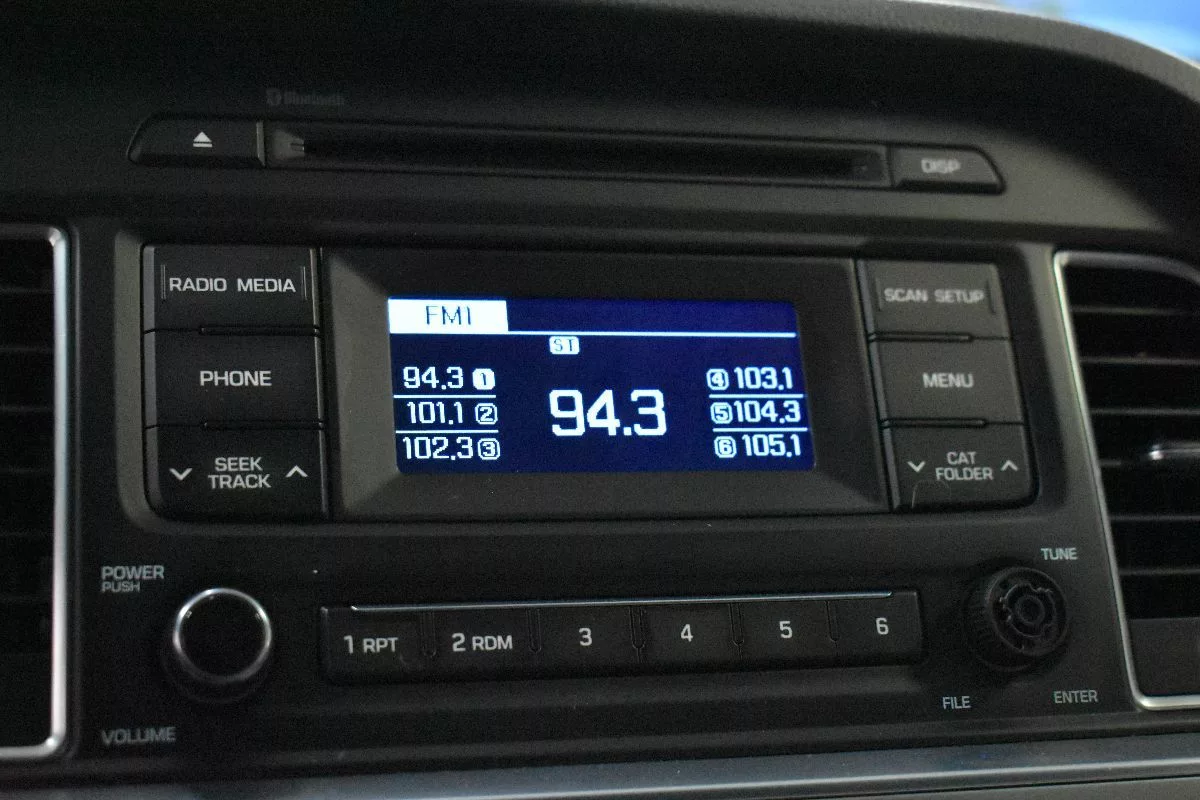 Bluetooth
DISP
RADIO MEDIA
SCAN SETUP
FM1
ST
PHONE
MENU
94.3 1
101.1 2
102.3 3
94.3
4 103.1
5 104.3
6 105.1
SEEK
TRACK
CAT
FOLDER
TUNE
POWER
PUSH
1 RPT
2 RDM
3
4
5
6
FILE
ENTER
VOLUME